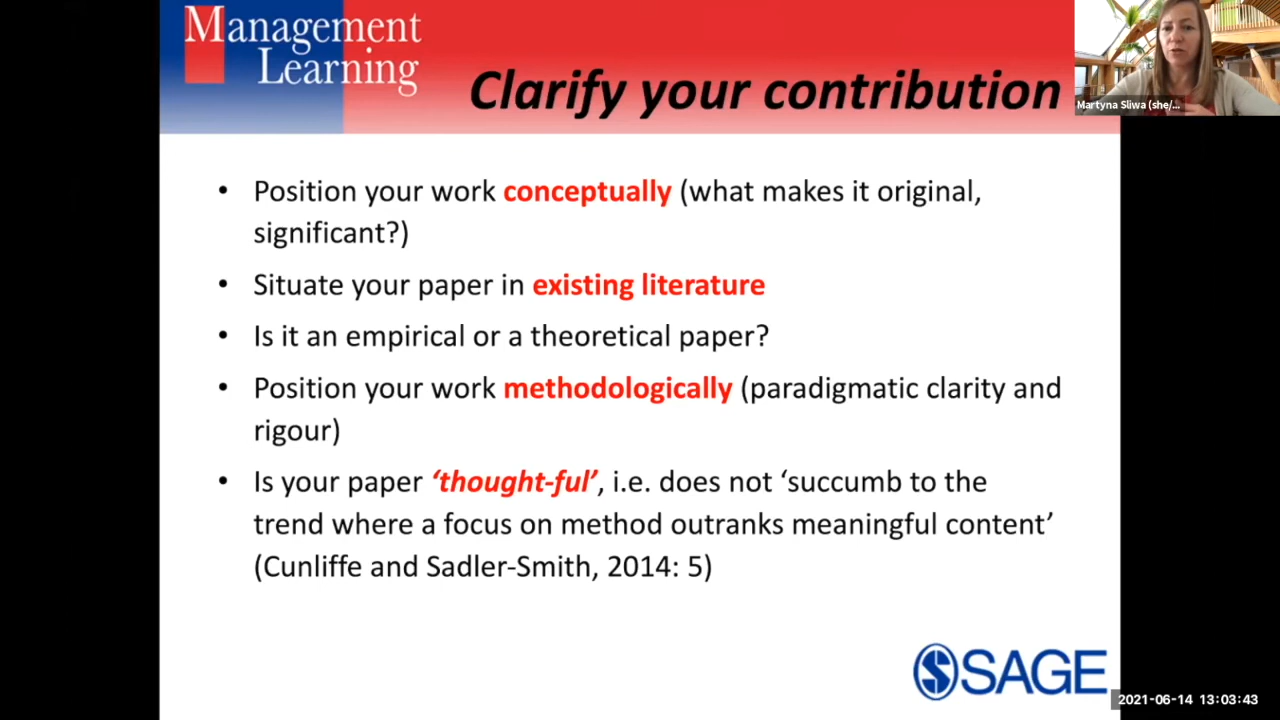 Management
Learning
Clarify your contribution
Martyna Sliwa (she/...
• Position your work conceptually (what makes it original,
significant?)
• Situate your paper in existing literature
• Is it an empirical or a theoretical paper?
• Position your work methodologically (paradigmatic clarity and
rigour)
• Is your paper ‘thought-ful’, i.e. does not ‘succumb to the
trend where a focus on method outranks meaningful content’
(Cunliffe and Sadler-Smith, 2014: 5)
SAGE
2021-06-14 13:03:43